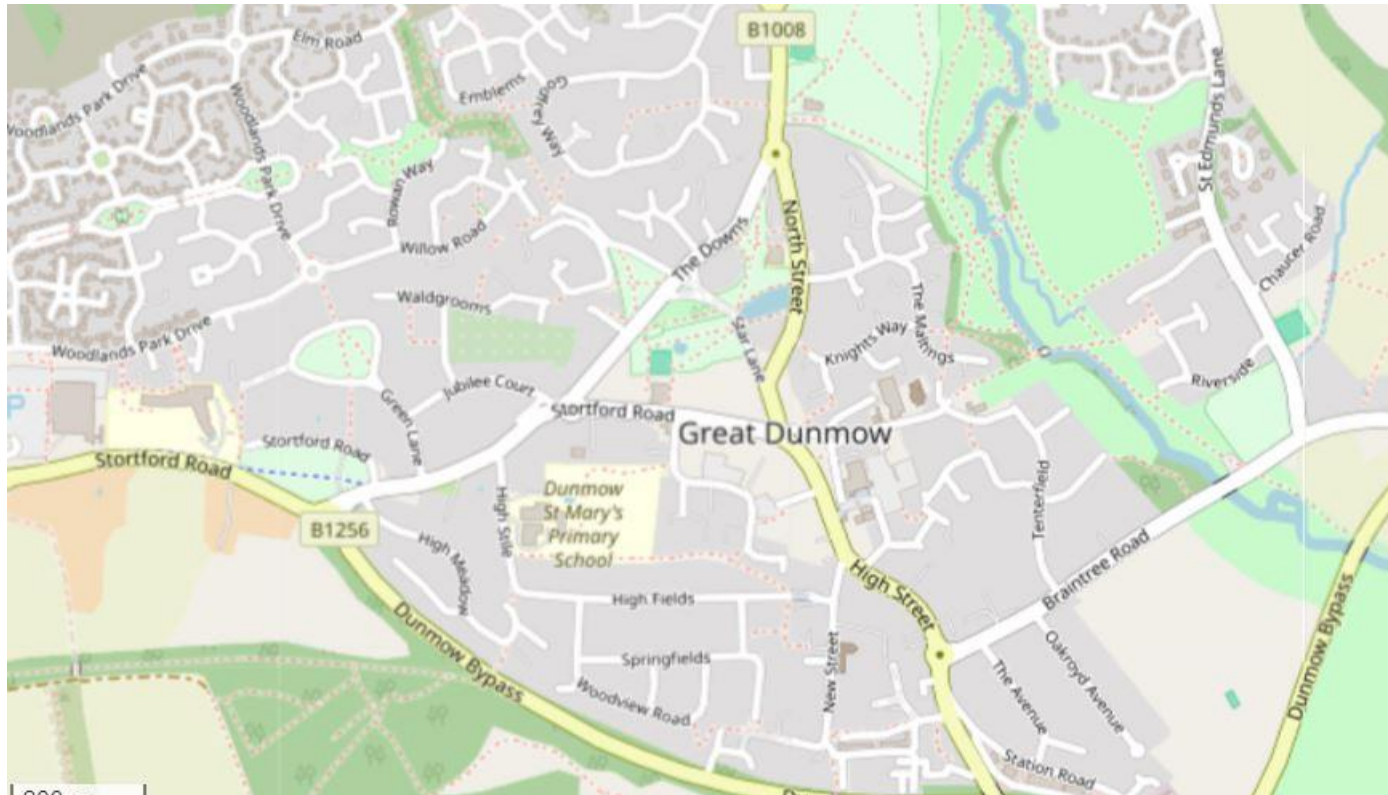 B1008
Elm Road
Woodlands Park Drive
Emblems
Godfrey Way
Woodlands Park Drive
St Edmunds Lane
Rowan Way
Willow Road
The Downs
North Street
Chaucer Road
Waldgrooms
Star Lane
The Maltings
Knights Way
Woodlands Park Drive
Riverside
Jubilee Court
Green Lane
Stortford Road
Great Dunmow
P
Stortford Road
Stortford Road
Dunmow
St Mary's
Primary
School
High Stile
Tenterfield
B1256
High Meadow
High Street
Braintree Road
High Fields
Dunmow Bypass
Dunmow Bypass
Springfields
New Street
Oakroyd Avenue
The Avenue
Woodview Road
Station Road